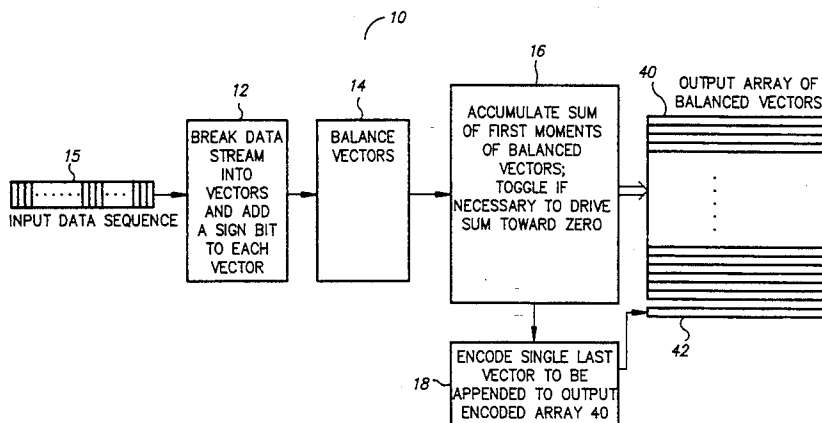 10
12
BREAK DATA
STREAM
INTO
VECTORS
AND ADD
A SIGN BIT
TO EACH
VECTOR
14
BALANCE
VECTORS
16
ACCUMULATE SUM
OF FIRST MOMENTS
OF BALANCED
VECTORS;
TOGGLE IF
NECESSARY TO DRIVE
SUM TOWARD ZERO
40
OUTPUT ARRAY OF
BALANCED VECTORS
15
INPUT DATA SEQUENCE
42
18
ENCODE SINGLE LAST
VECTOR TO BE
APPENDED TO OUTPUT
ENCODED ARRAY 40